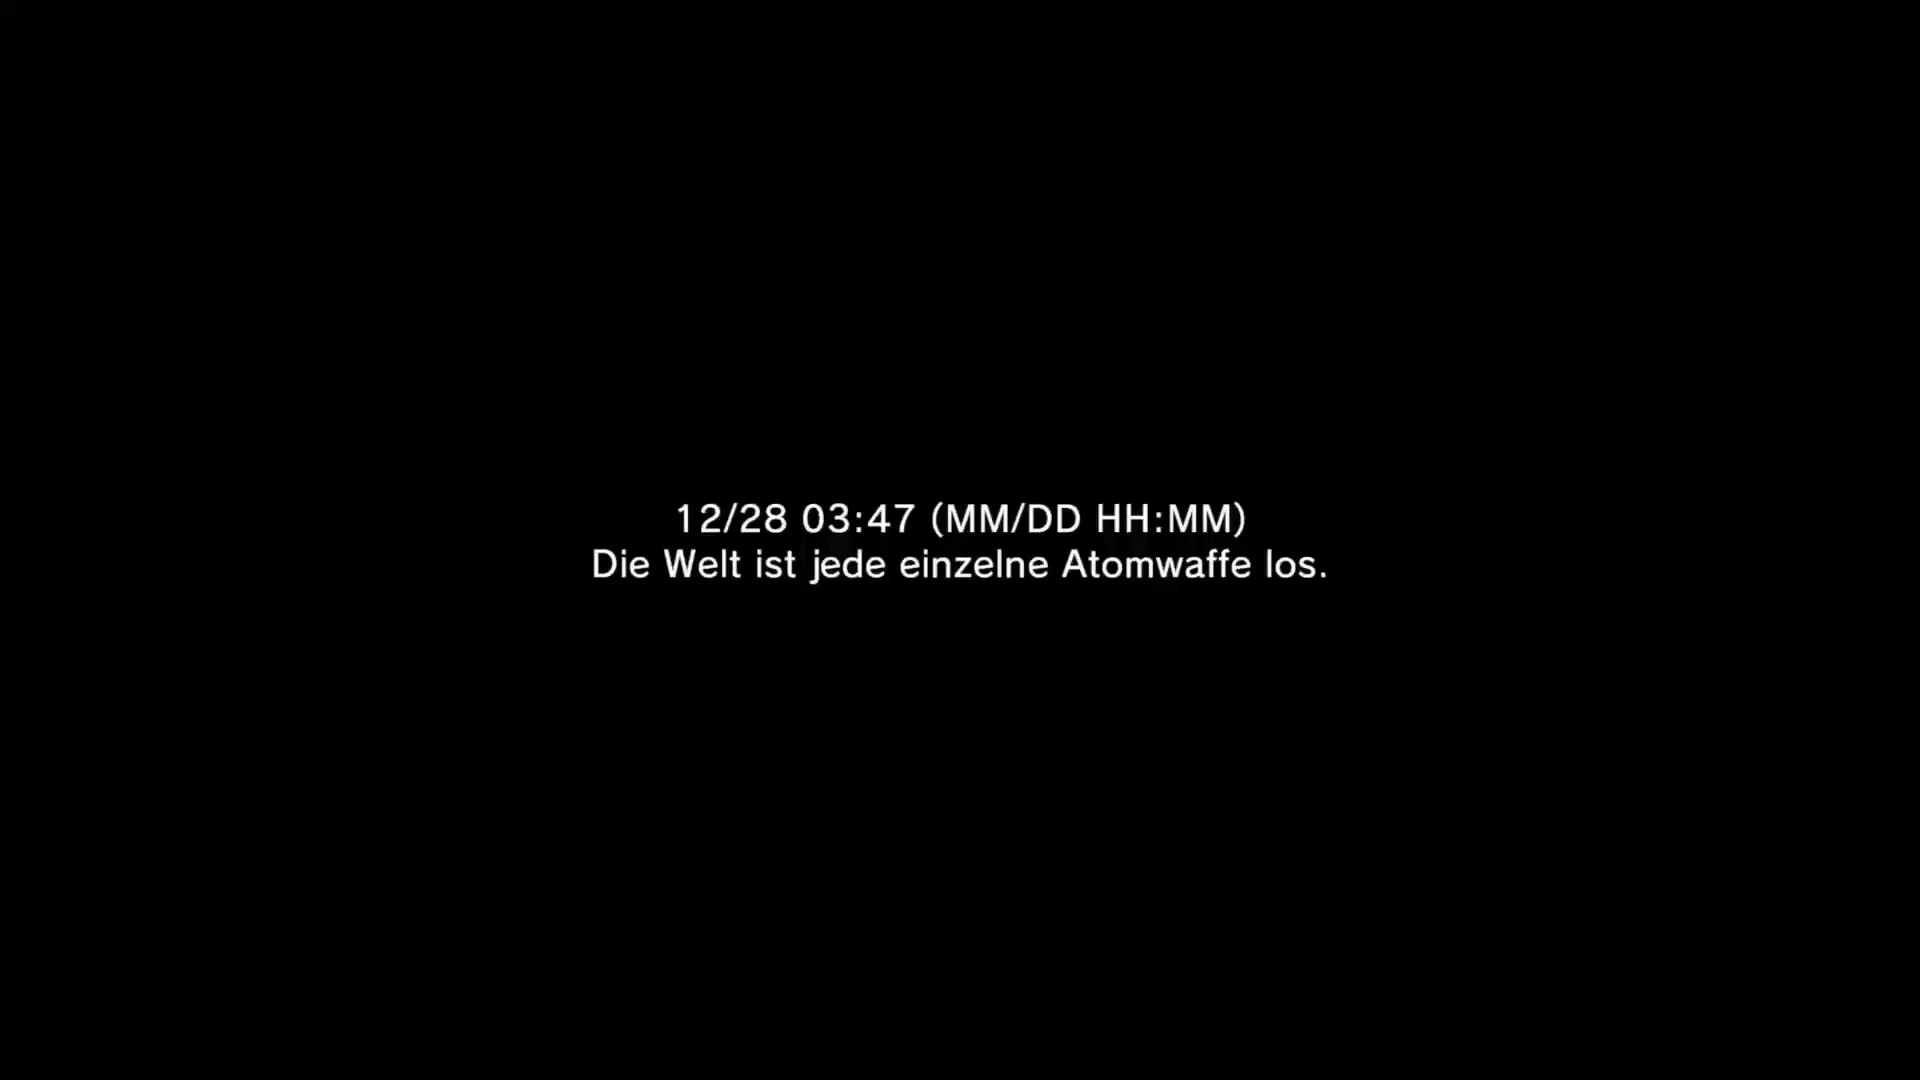 12/28 03:47 (MM/DD HH:MM)
Die Welt ist jede einzelne Atomwaffe los.